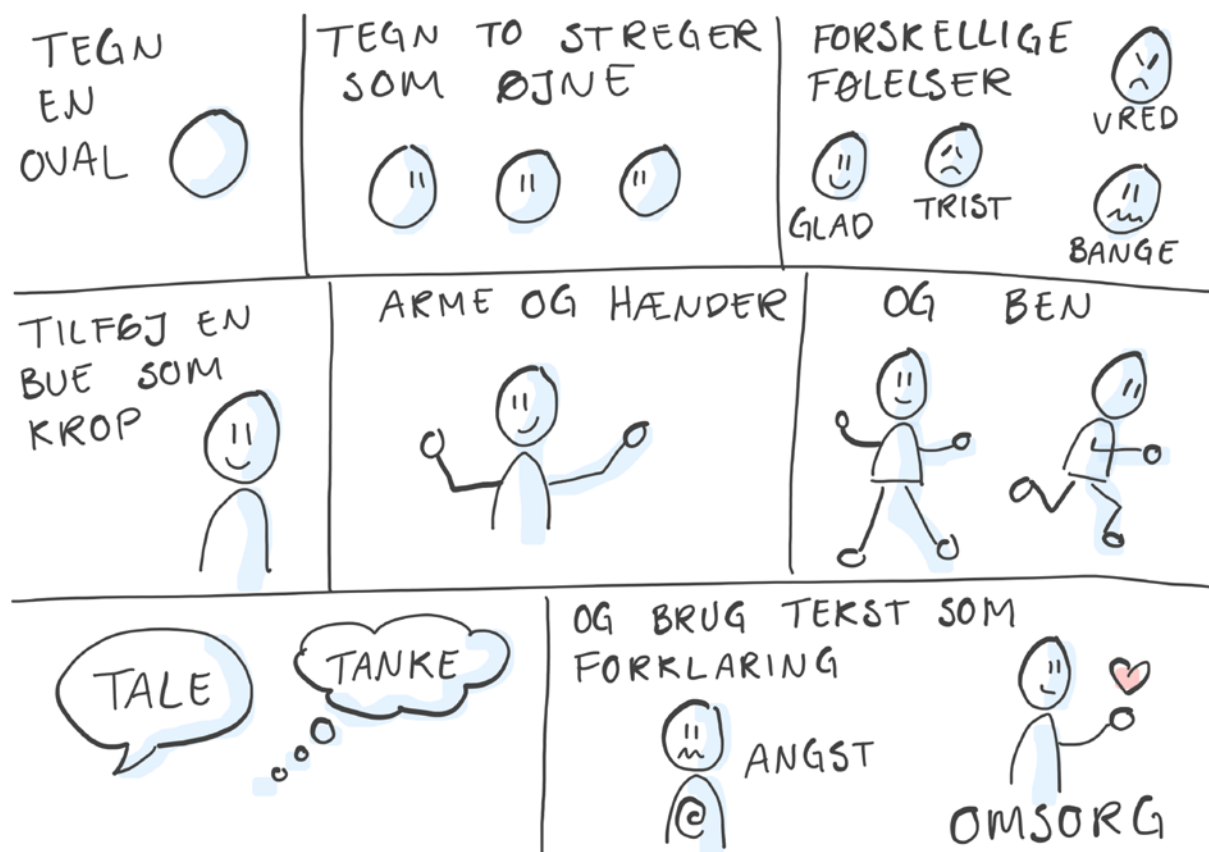 TEGN
EN
OVAL
TEGN TO STREGER
SOM ØJNE
FORSKELLIGE
FØLELSER
GLAD
TRIST
VRED
BANGE
TILFØJ EN
BUE SOM
KROP
ARME OG HÆNDER
OG BEN
TALE
TANKE
OG BRUG TEKST SOM
FORKLARING
ANGST
OMSORG